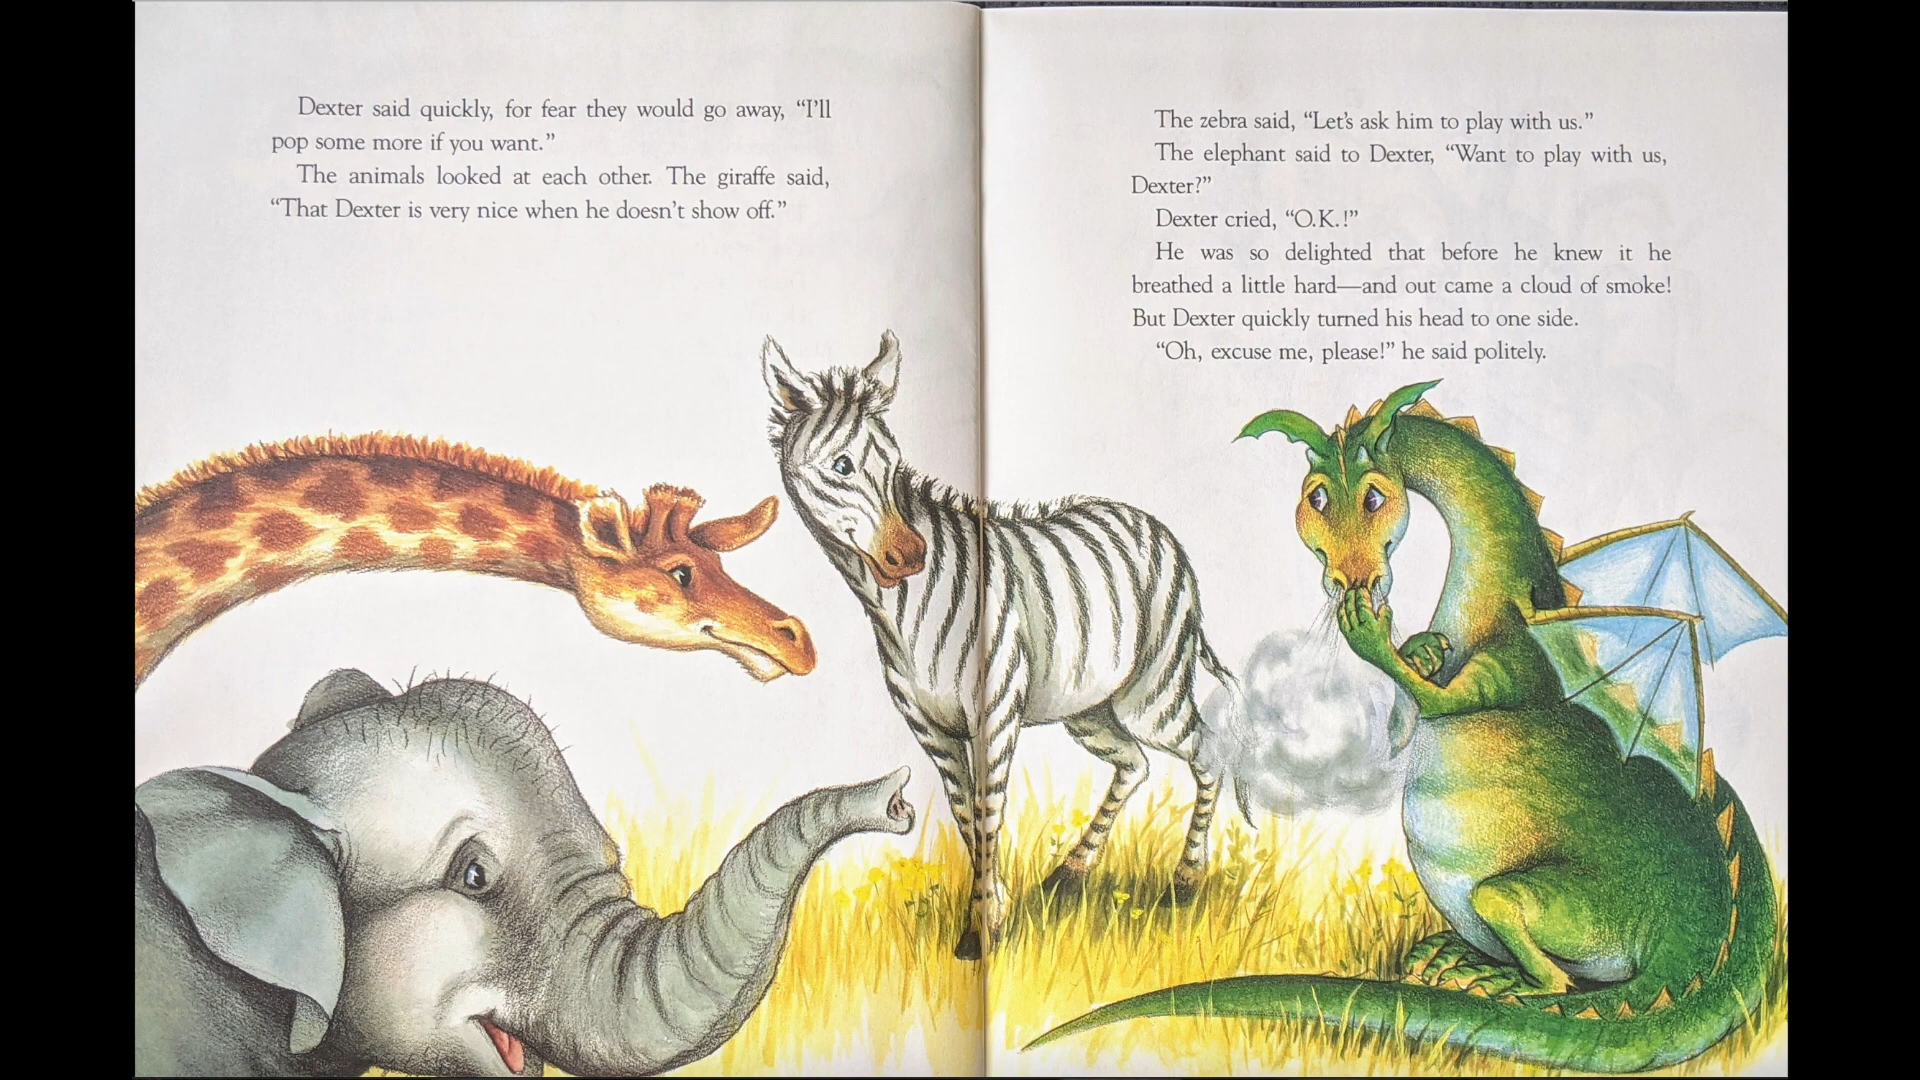 Dexter said quickly, for fear they would go away, “I’ll
pop some more if you want.”
The animals looked at each other. The giraffe said,
“That Dexter is very nice when he doesn’t show off.”
The zebra said, “Let’s ask him to play with us.”
The elephant said to Dexter, “Want to play with us,
Dexter?”
Dexter cried, “O.K.!”
He was so delighted that before he knew it he
breathed a little hard—and out came a cloud of smoke!
But Dexter quickly turned his head to one side.
“Oh, excuse me, please!” he said politely.